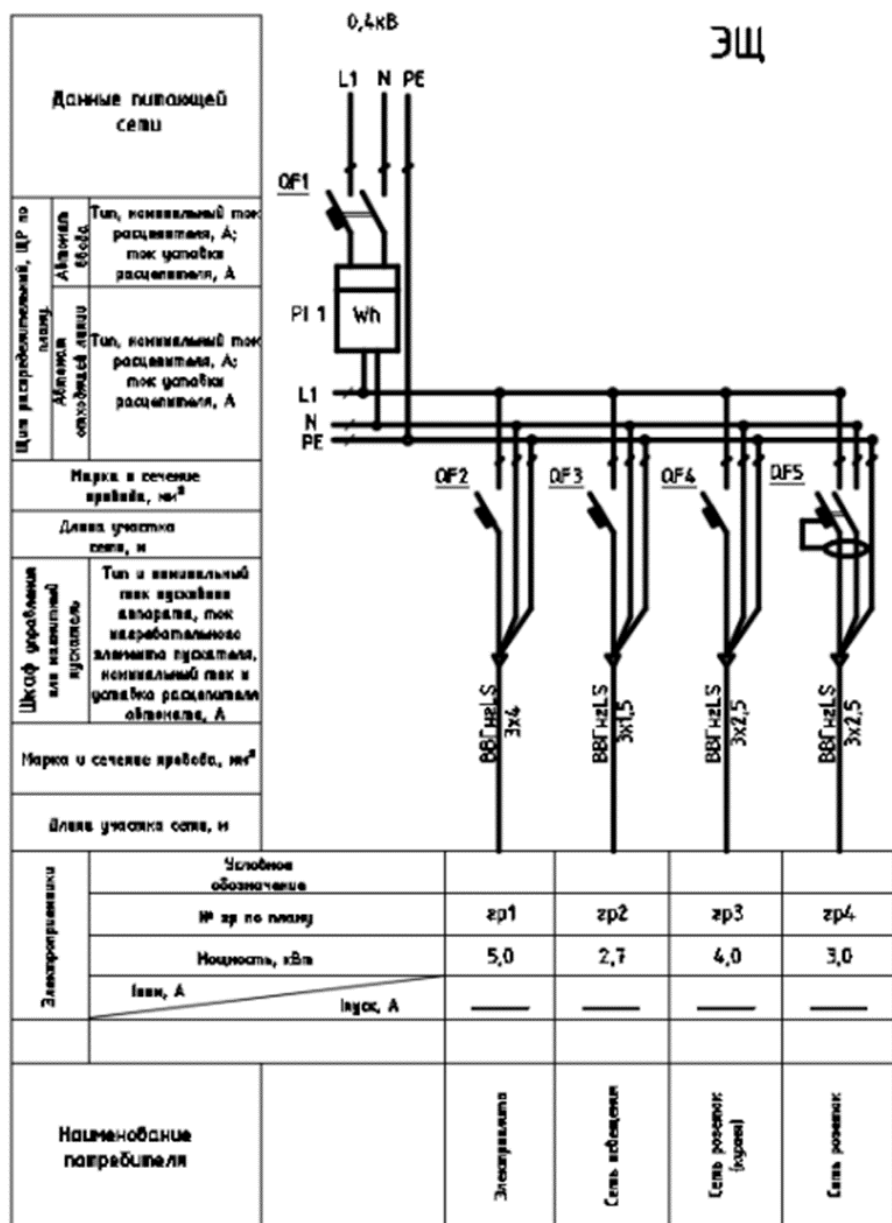 0,4кВ
ЭЩ
L1 N PE
Данные питающей
сети
QF1
Щит распределительный, ЩР по
плану.
Автомат
ввода
Тип, номинальный ток
расцепителя, А;
ток уставки
расцепителя, А
PI 1
Wh
Автомат
отходящей линии
Тип, номинальный ток
расцепителя, А;
ток уставки
расцепителя, А
L1
N
PE
Марка и сечение
провода, мм²
QF2
QF3
QF4
QF5
Длина участка
сети, м
Шкаф управления
или магнитный
пускатель
Тип и номинальный
ток пускового
аппарата, ток
нагревательного
элемента пускателя,
номинальный ток и
уставка расцепителя
автомата, А
ВВГнгLS
3х4
ВВГнгLS
3х1,5
ВВГнгLS
3х2,5
ВВГнгLS
3х2,5
Марка и сечение провода, мм²
Длина участка сети, м
Электроприемники
Условное
обозначение
№ гр по плану
гр1
гр2
гр3
гр4
Мощность, кВт
5,0
2,7
4,0
3,0
Iном, А
Iпуск, А
Наименование
потребителя
Электроплита
Сеть освещения
Сеть розеток
(кухня)
Сеть розеток